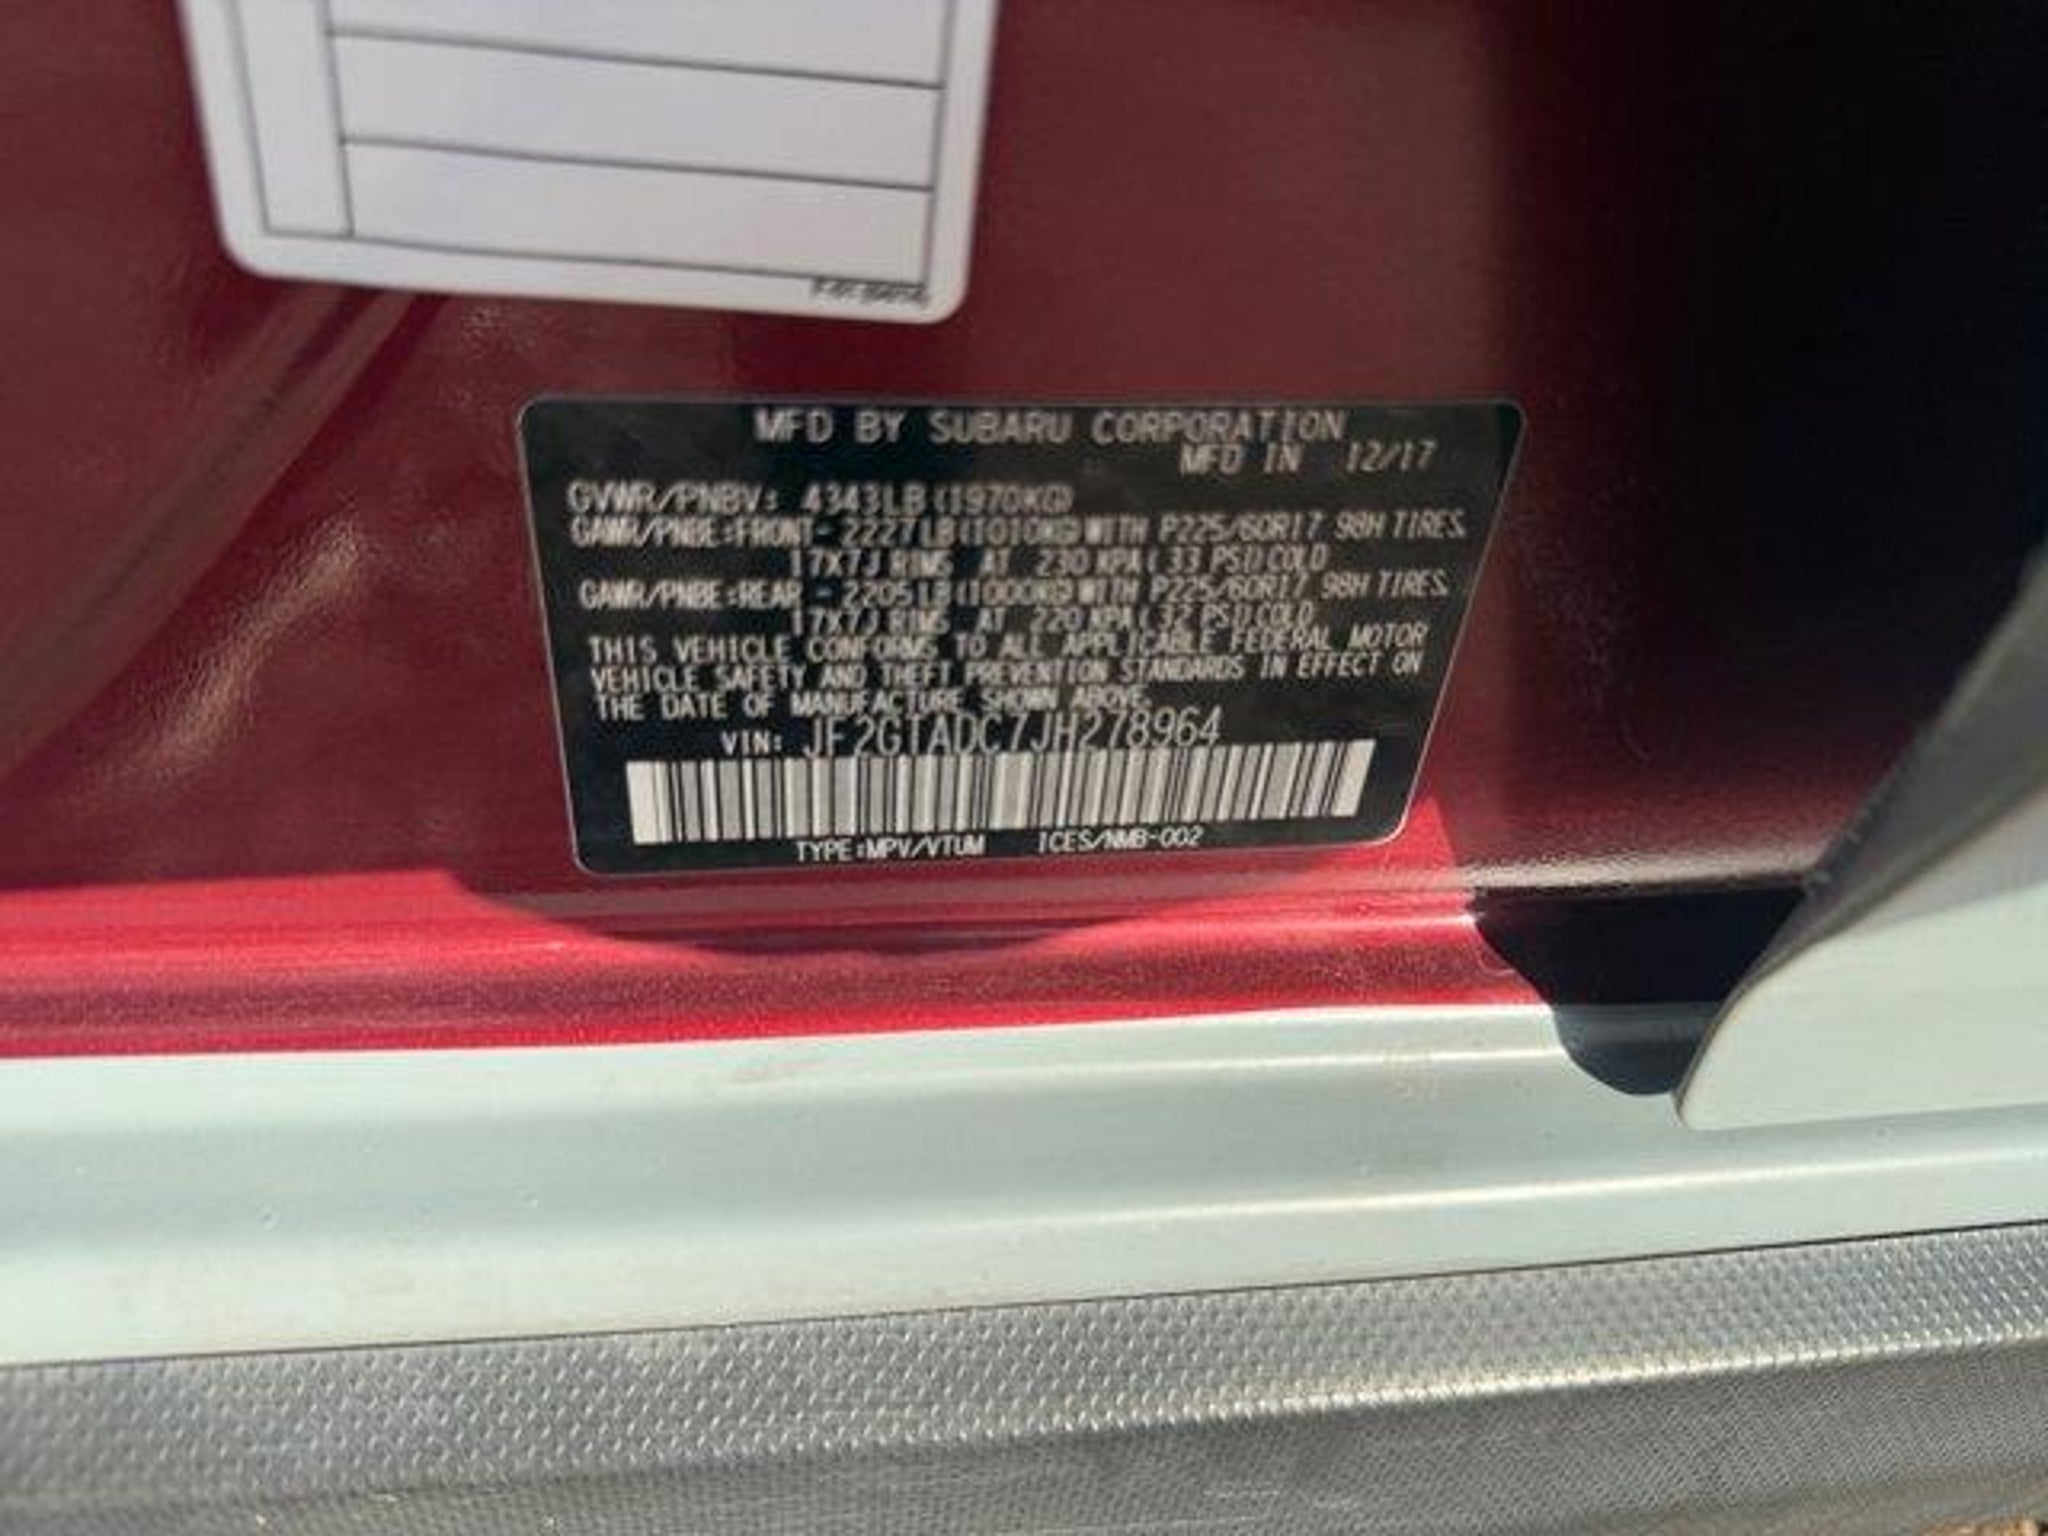 MFD BY SUBARU CORPORATION
MFD IN 12/17
GVWR/PNBV: 4343LB(1970KG)
GAWR/PNBE:FRONT- 2227LB(1010KG)WITH P225/60R17 98H TIRES.
17X7J RIMS AT 230 KPA( 33 PSI)COLD
GAWR/PNBE:REAR - 2205LB(1000KG)WITH P225/60R17 98H TIRES.
17X7J RIMS AT 220 KPA( 32 PSI)COLD
THIS VEHICLE CONFORMS TO ALL APPLICABLE FEDERAL MOTOR
VEHICLE SAFETY AND THEFT PREVENTION STANDARDS IN EFFECT ON
THE DATE OF MANUFACTURE SHOWN ABOVE.
VIN: JF2GTADC7JH278964
TYPE:MPV/VTUM ICES/NMB-002